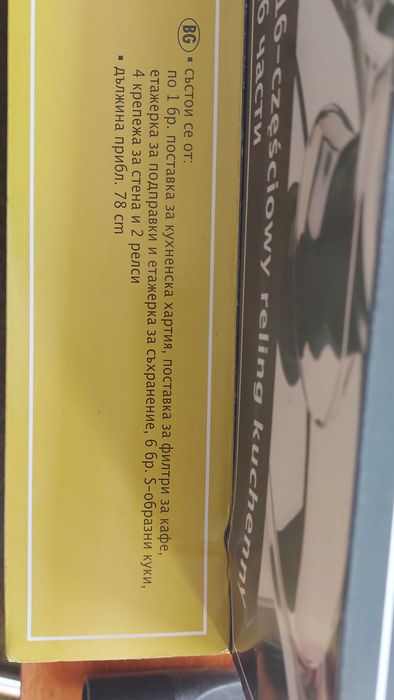 16-częściowy reling kuchenny
6 части
BG ▪ състои се от:
по 1 бр. поставка за кухненска хартия, поставка за филтри за кафе,
етажерка за подправки и етажерка за съхранение, 6 бр. S-образни куки,
4 крепежа за стена и 2 релси
▪ дължина прибл. 78 cm